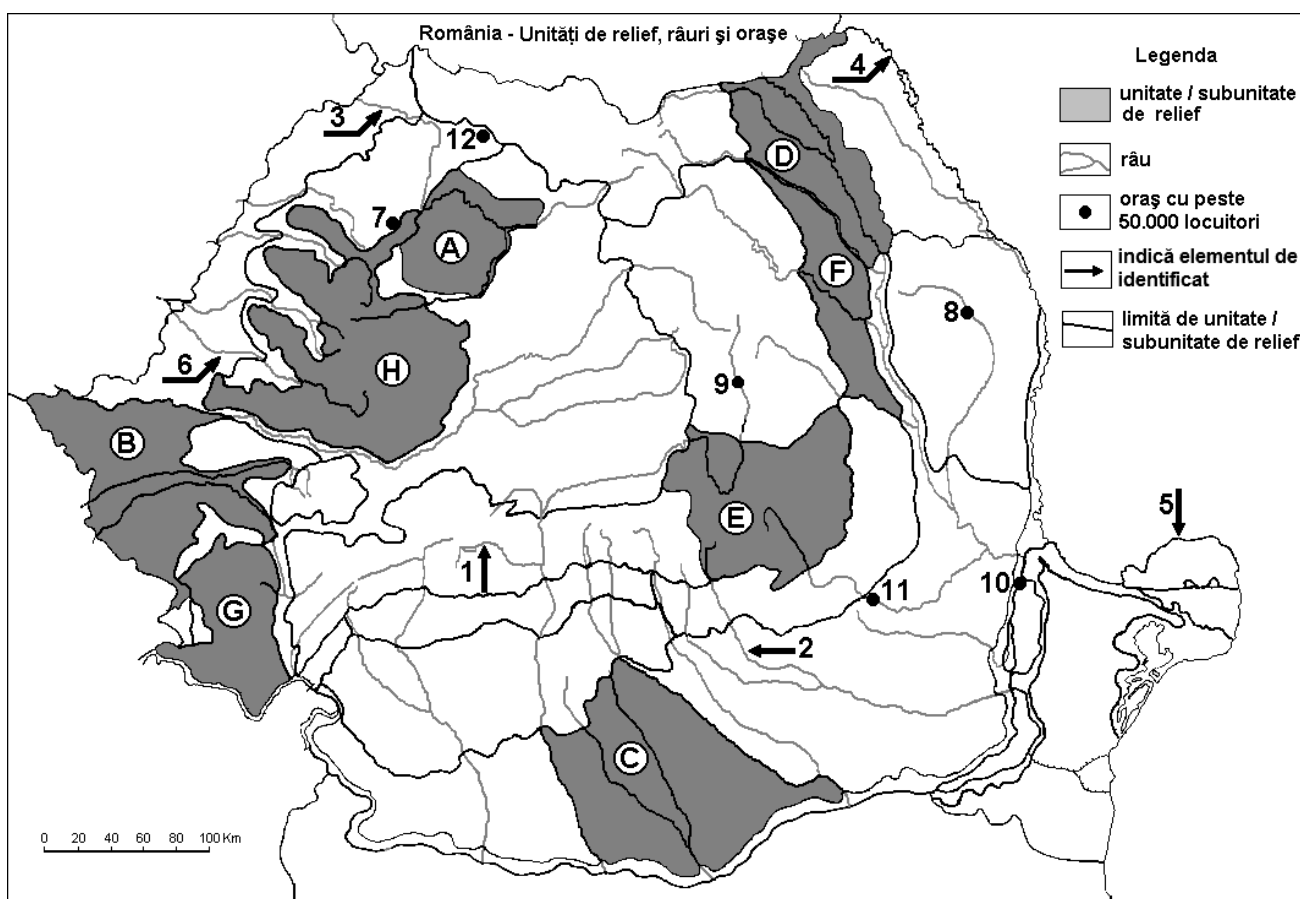 România - Unităţi de relief, râuri şi oraşe
Legenda
unitate / subunitate
de relief
râu
oraş cu peste
50.000 locuitori
indică elementul de
identificat
limită de unitate /
subunitate de relief
4
3
12
D
7
A
F
8
6
H
9
B
5
E
1
10
11
G
2
C
0 20 40 60 80 100 Km